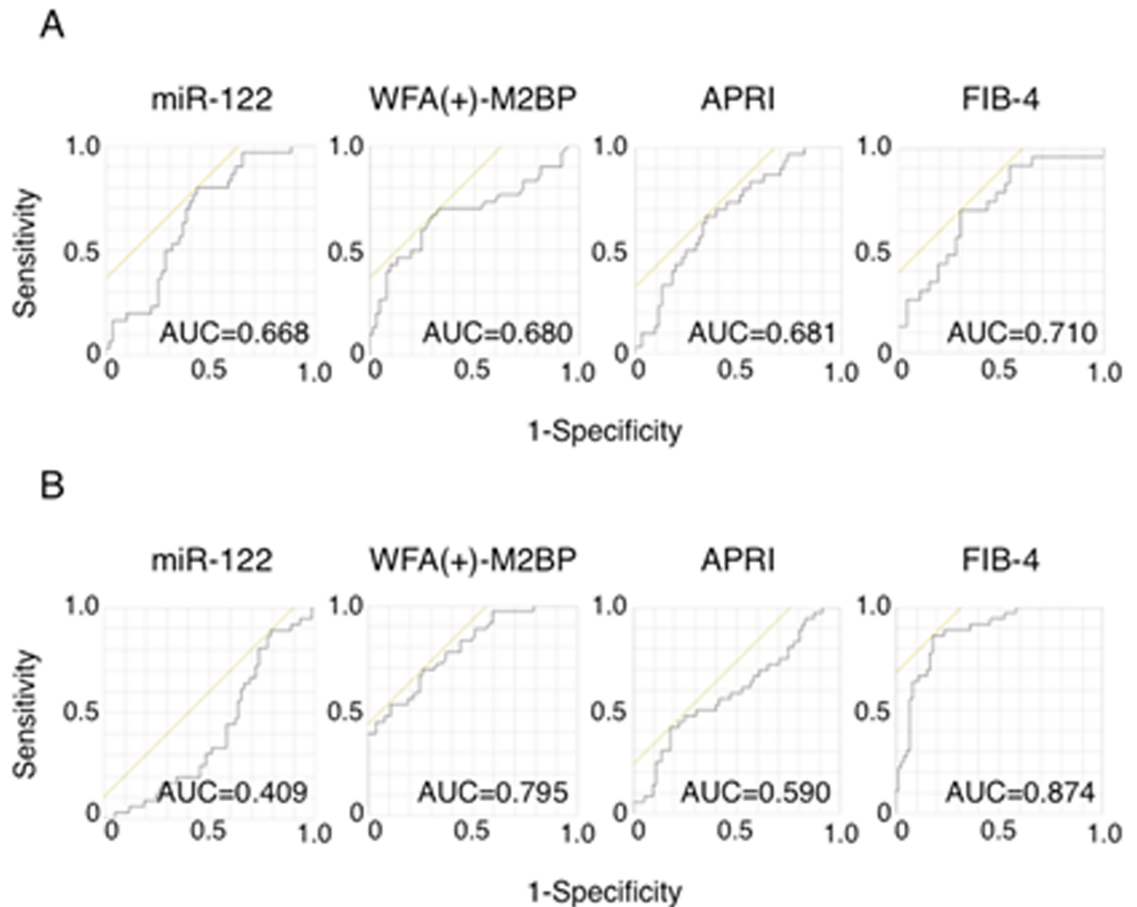 A
miR-122 WFA(+)-M2BP APRI FIB-4
1.0 1.0 1.0 1.0
Sensitivity
0.5 0.5 0.5 0.5
AUC=0.668 AUC=0.680 AUC=0.681 AUC=0.710
0 0 0 0
0 0.5 1.0 0 0.5 1.0 0 0.5 1.0 0 0.5 1.0
1-Specificity
B
miR-122 WFA(+)-M2BP APRI FIB-4
1.0 1.0 1.0 1.0
Sensitivity
0.5 0.5 0.5 0.5
AUC=0.409 AUC=0.795 AUC=0.590 AUC=0.874
0 0 0 0
0 0.5 1.0 0 0.5 1.0 0 0.5 1.0 0 0.5 1.0
1-Specificity